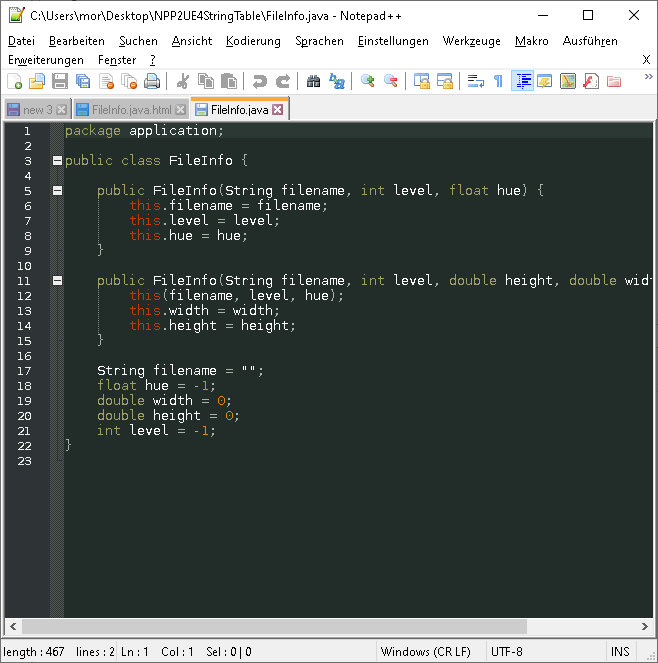 C:\Users\mor\Desktop\NPP2UE4StringTable\FileInfo.java - Notepad++
Datei Bearbeiten Suchen Ansicht Kodierung Sprachen Einstellungen Werkzeuge Makro Ausführen
Erweiterungen Fenster ? X
new 3 FileInfo.java.html FileInfo.java
1 package application;
2
3 public class FileInfo {
4
5 public FileInfo(String filename, int level, float hue) {
6 this.filename = filename;
7 this.level = level;
8 this.hue = hue;
9 }
10
11 public FileInfo(String filename, int level, double height, double widt
12 this(filename, level, hue);
13 this.width = width;
14 this.height = height;
15 }
16
17 String filename = "";
18 float hue = -1;
19 double width = 0;
20 double height = 0;
21 int level = -1;
22 }
23
length : 467 lines : 2 Ln : 1 Col : 1 Sel : 0 | 0 Windows (CR LF) UTF-8 INS